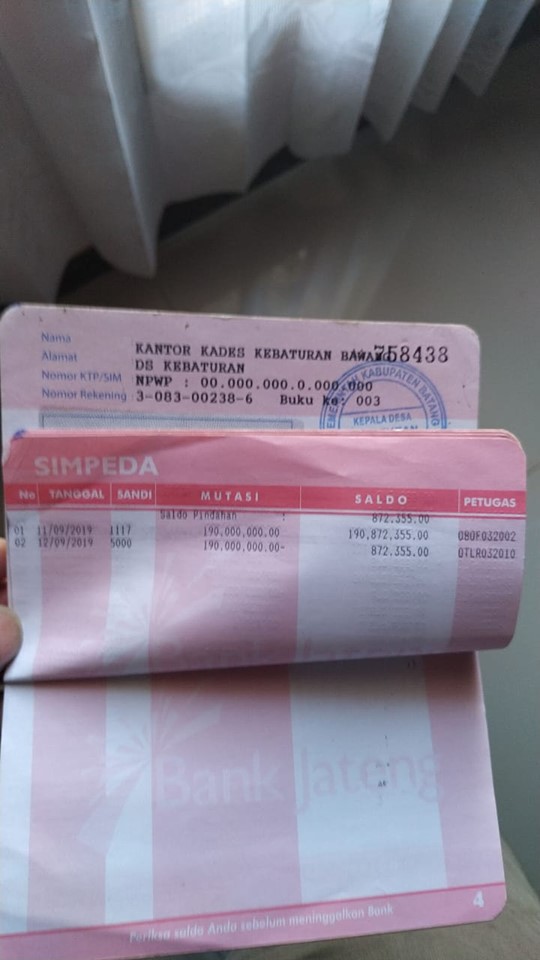 Nama
Alamat
Nomor KTP/SIM
Nomor Rekening
KANTOR KADES KEBATURAN 758438
DS KEBATURAN
NPWP : 00.000.000.0.000.000
3-083-00238-6 Buku ke: 003
KABUPATEN BATANG
KEPALA DESA
SIMPEDA
No TANGGAL SANDI MUTASI SALDO PETUGAS
Saldo Pindahan : 872.355.00
01 11/09/2019 1117 190,000,000.00 190,872,355.00 080F032002
02 12/09/2019 5000 190,000,000.00- 872.355.00 0TLR032010
Bank Jateng
4
Periksa saldo Anda sebelum meninggalkan Bank